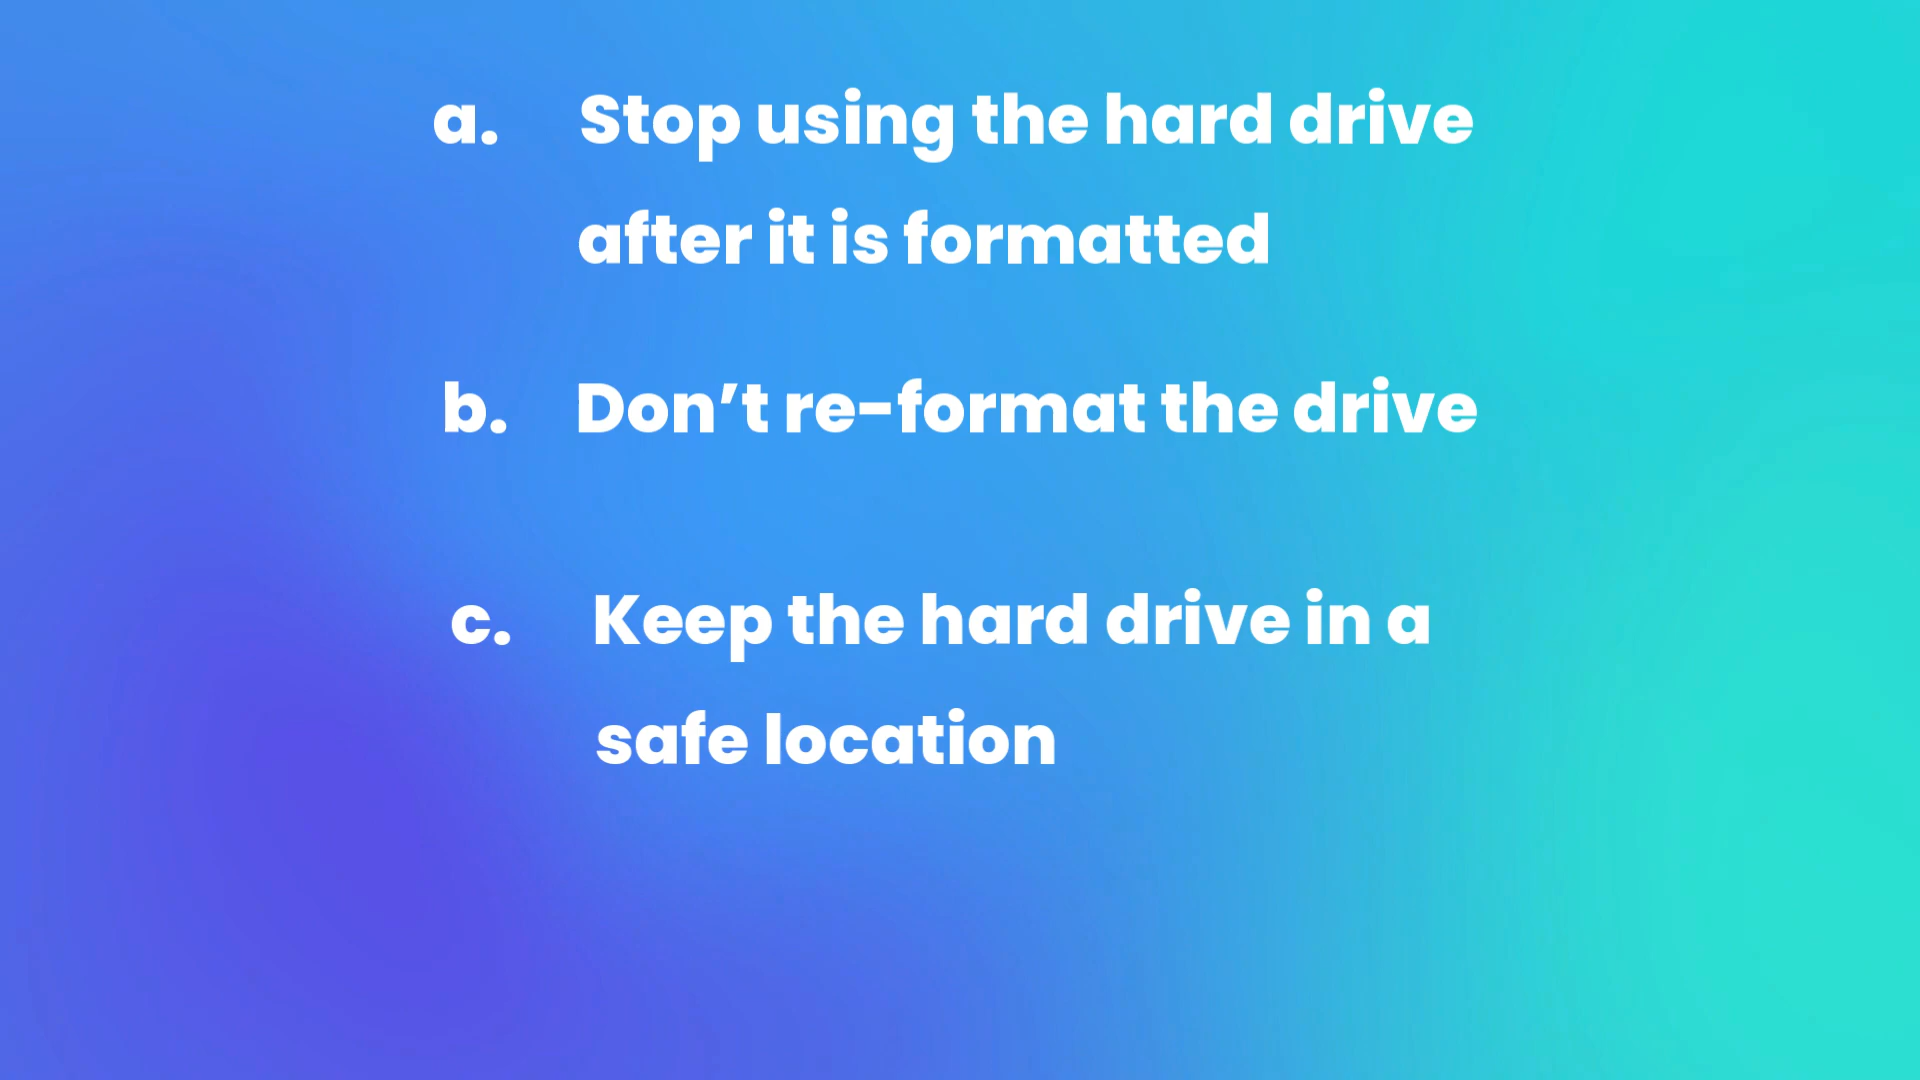 a. Stop using the hard drive
after it is formatted
b. Don’t re-format the drive
c. Keep the hard drive in a
safe location